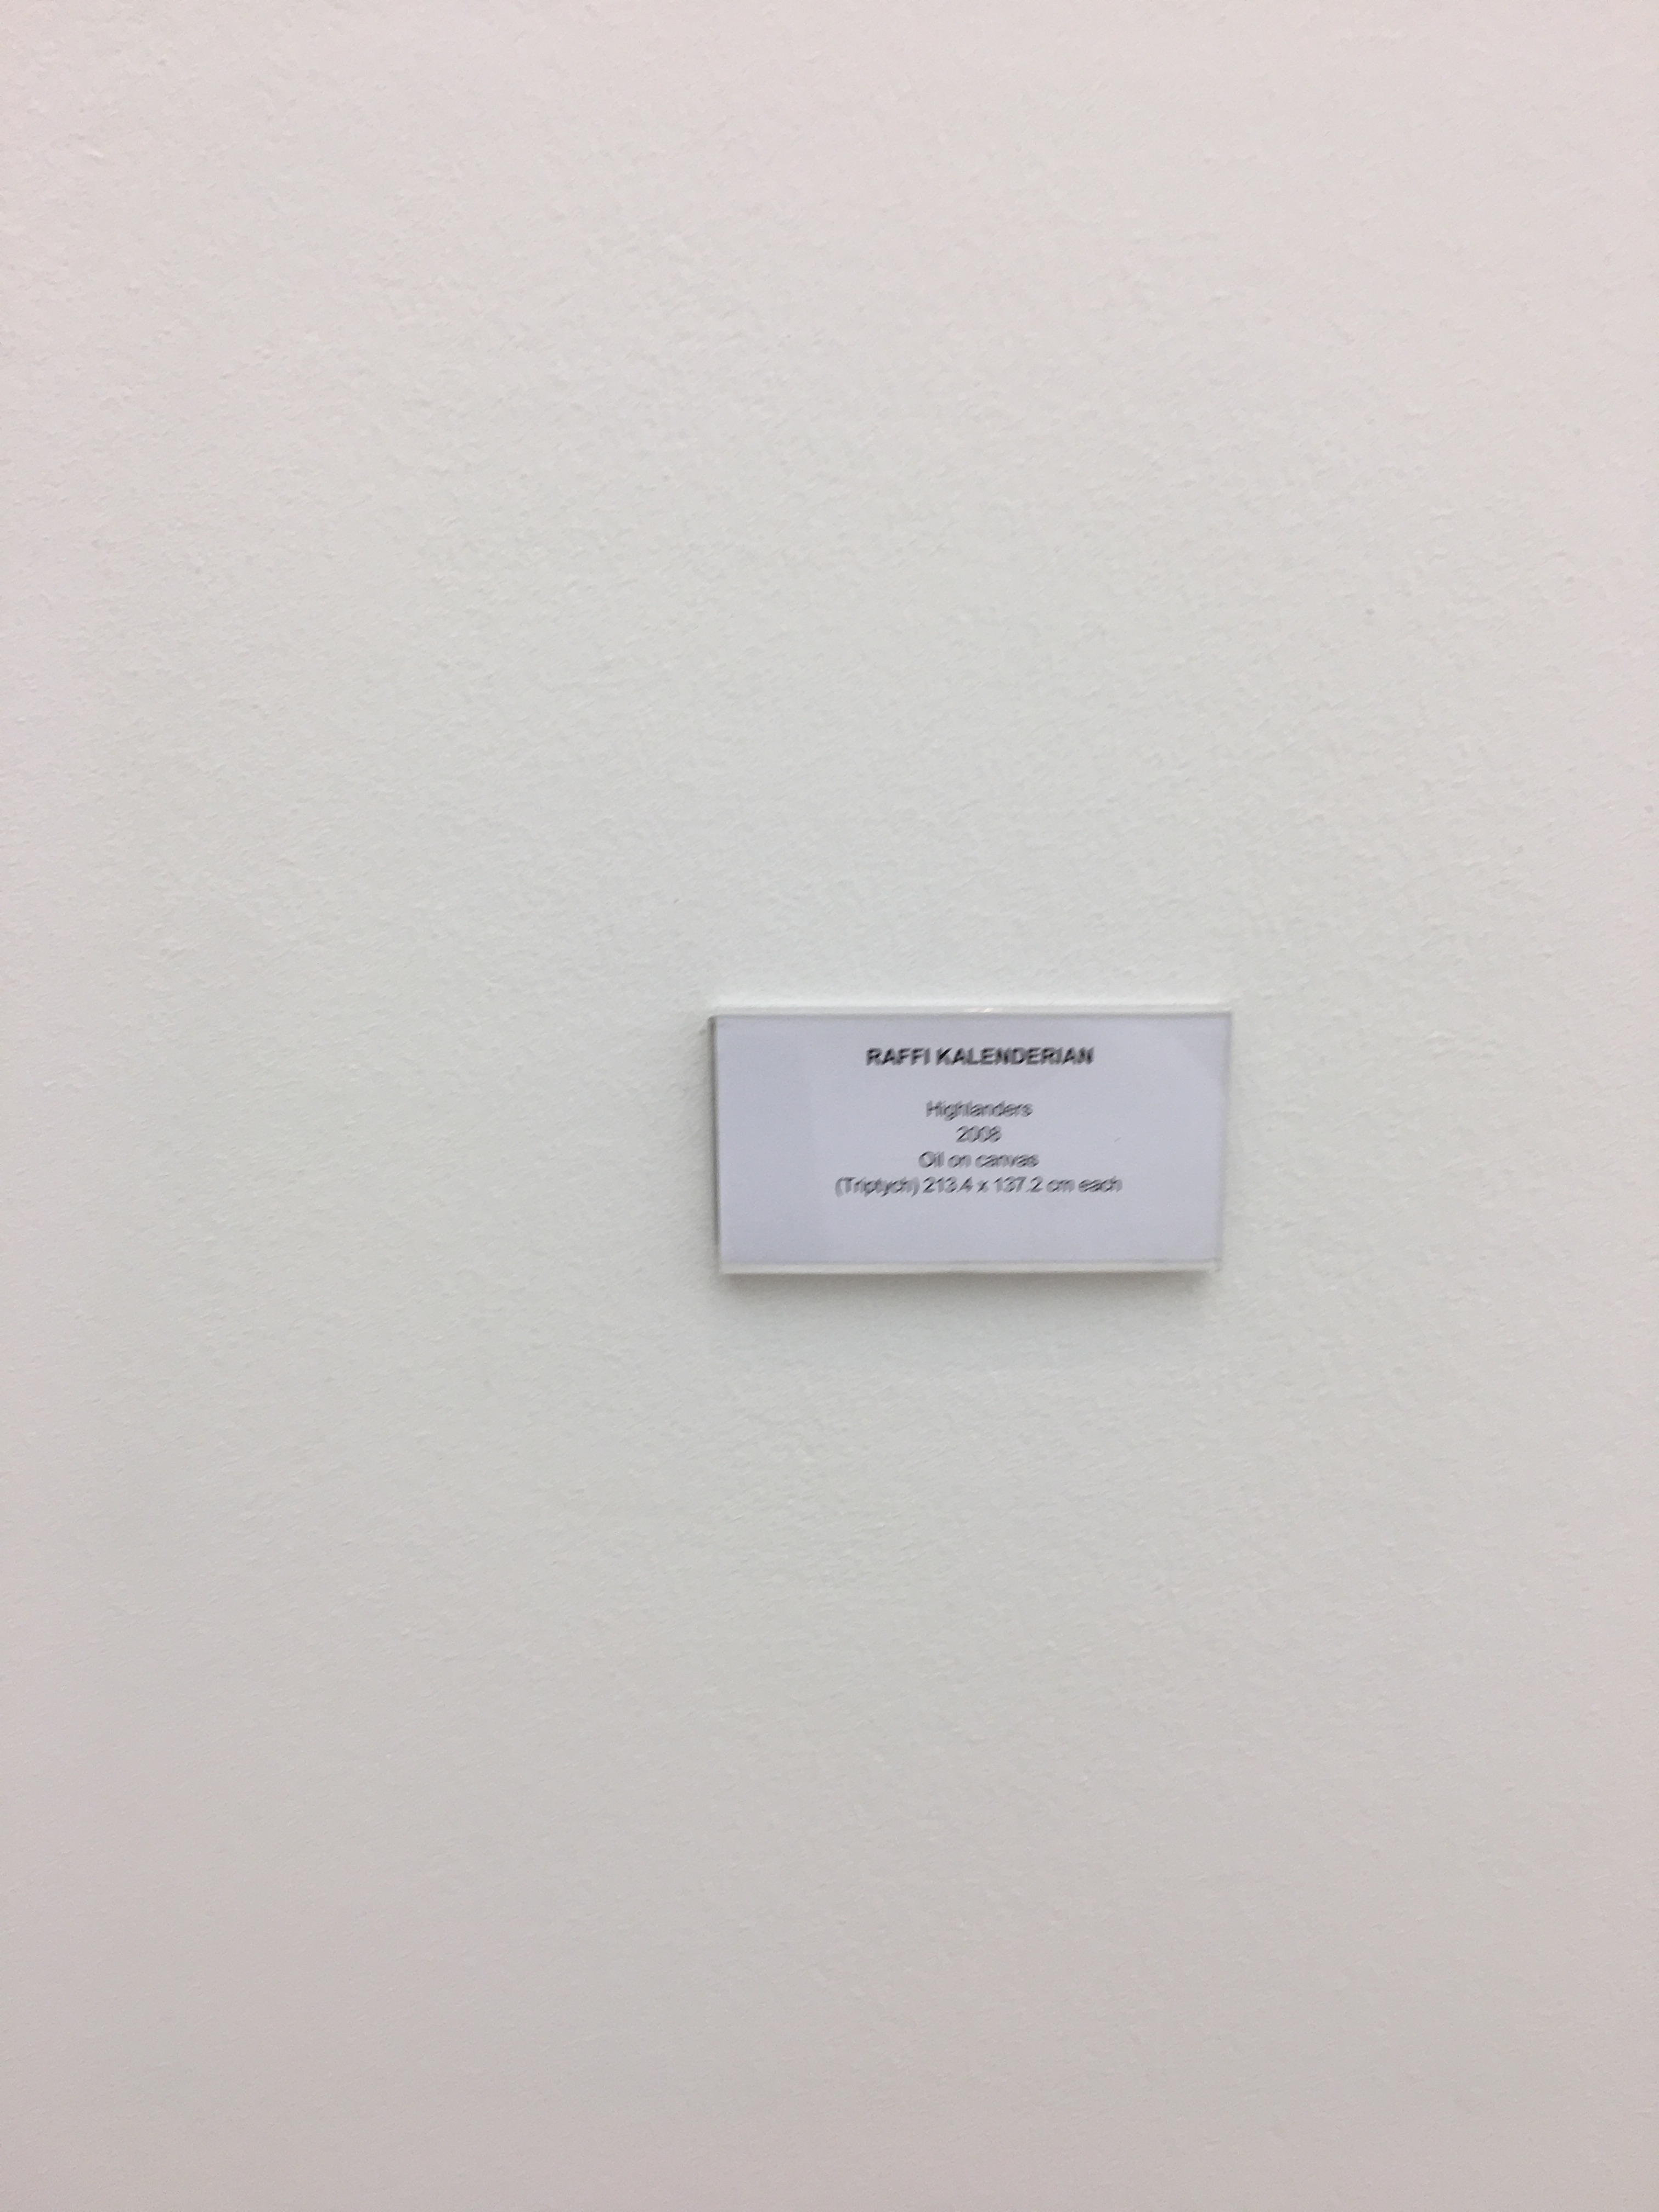 RAFFI KALENDERIAN
Highlanders
2008
Oil on canvas
(Triptych) 213.4 x 137.2 cm each